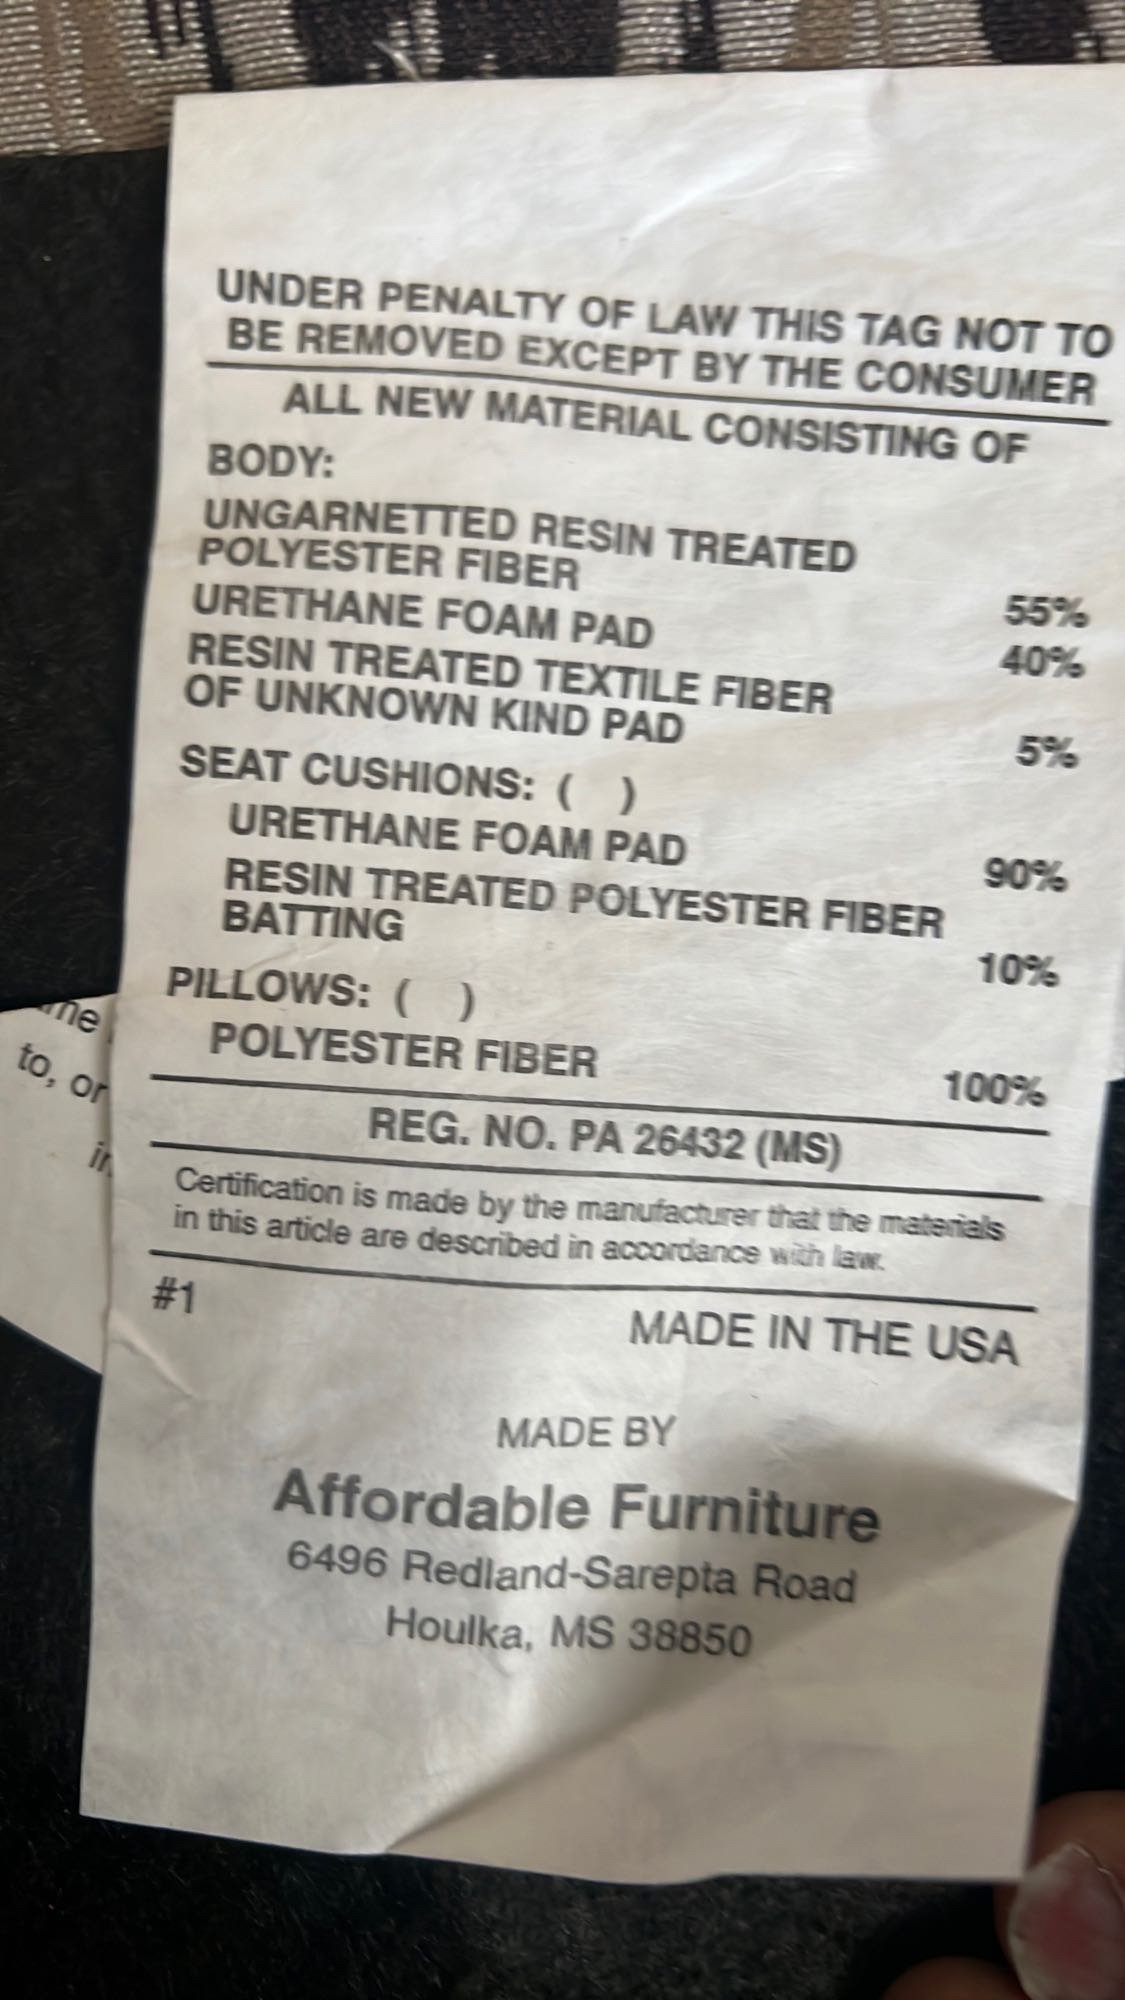 UNDER PENALTY OF LAW THIS TAG NOT TO
BE REMOVED EXCEPT BY THE CONSUMER
ALL NEW MATERIAL CONSISTING OF
BODY:
UNGARNETTED RESIN TREATED
POLYESTER FIBER 55%
URETHANE FOAM PAD 40%
RESIN TREATED TEXTILE FIBER
OF UNKNOWN KIND PAD 5%
SEAT CUSHIONS: ( )
URETHANE FOAM PAD 90%
RESIN TREATED POLYESTER FIBER
BATTING 10%
PILLOWS: ( )
POLYESTER FIBER 100%
REG. NO. PA 26432 (MS)
Certification is made by the manufacturer that the materials
in this article are described in accordance with law.
#1
MADE IN THE USA
MADE BY
Affordable Furniture
6496 Redland-Sarepta Road
Houlka, MS 38850
to, or